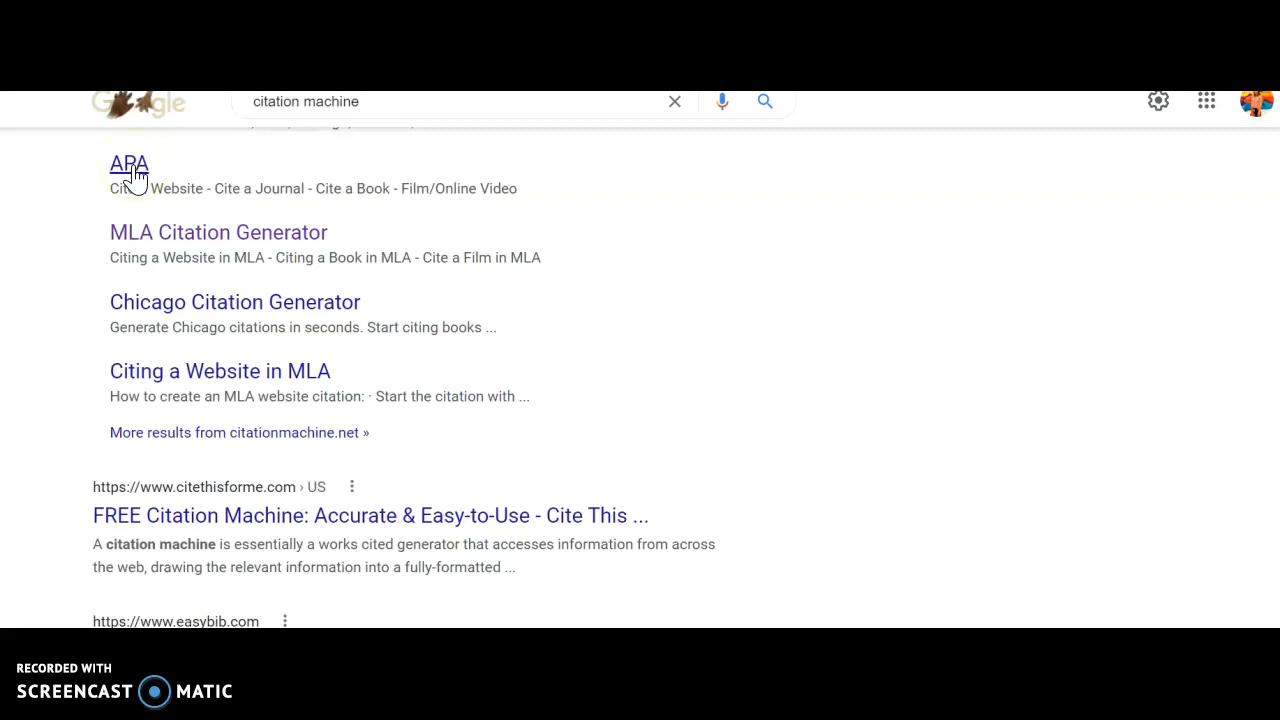 Google
citation machine
APA
Website - Cite a Journal - Cite a Book - Film/Online Video
MLA Citation Generator
Citing a Website in MLA - Citing a Book in MLA - Cite a Film in MLA
Chicago Citation Generator
Generate Chicago citations in seconds. Start citing books ...
Citing a Website in MLA
How to create an MLA website citation: · Start the citation with ...
More results from citationmachine.net »
https://www.citethisforme.com › US
FREE Citation Machine: Accurate & Easy-to-Use - Cite This ...
A citation machine is essentially a works cited generator that accesses information from across
the web, drawing the relevant information into a fully-formatted ...
https://www.easybib.com
RECORDED WITH
SCREENCAST MATIC